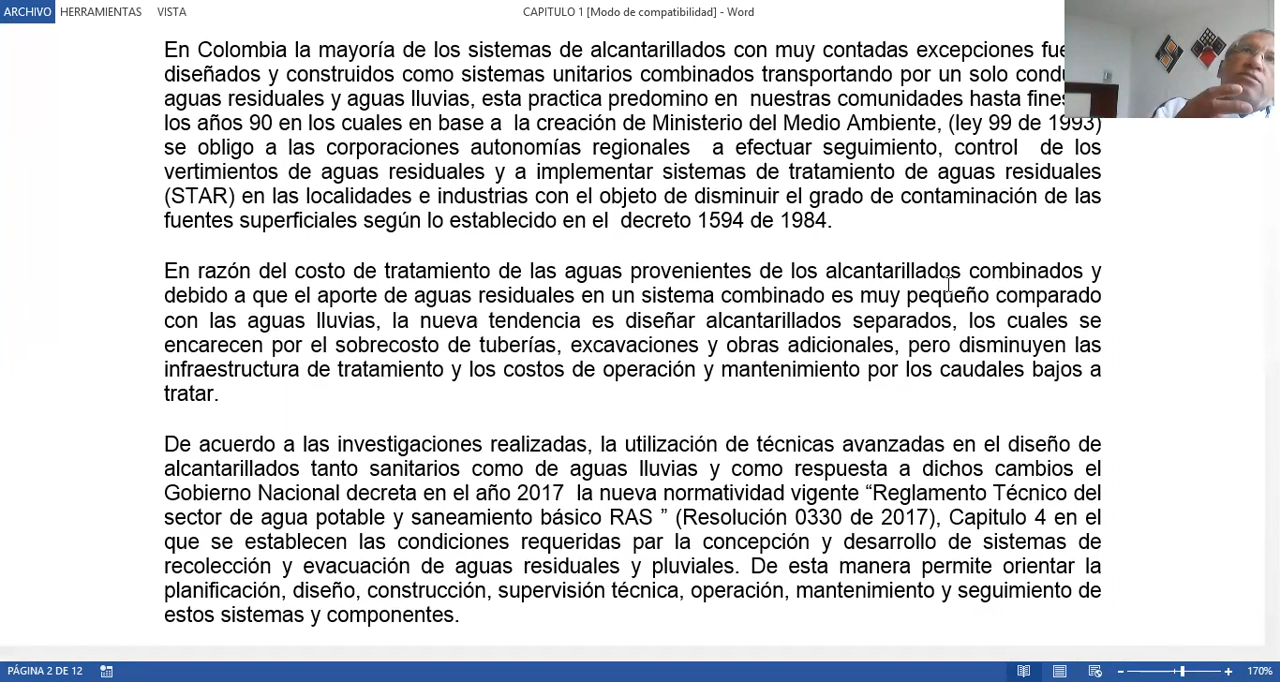 ARCHIVO HERRAMIENTAS VISTA CAPITULO 1 [Modo de compatibilidad] - Word
En Colombia la mayoría de los sistemas de alcantarillados con muy contadas excepciones
diseñados y construidos como sistemas unitarios combinados transportando por un solo
aguas residuales y aguas lluvias, esta practica predomino en nuestras comunidades hasta
los años 90 en los cuales en base a la creación de Ministerio del Medio Ambiente, (ley 99 de 1993)
se obligo a las corporaciones autonomías regionales a efectuar seguimiento, control de los
vertimientos de aguas residuales y a implementar sistemas de tratamiento de aguas residuales
(STAR) en las localidades e industrias con el objeto de disminuir el grado de contaminación de las
fuentes superficiales según lo establecido en el decreto 1594 de 1984.
En razón del costo de tratamiento de las aguas provenientes de los alcantarillados combinados y
debido a que el aporte de aguas residuales en un sistema combinado es muy pequeño comparado
con las aguas lluvias, la nueva tendencia es diseñar alcantarillados separados, los cuales se
encarecen por el sobrecosto de tuberías, excavaciones y obras adicionales, pero disminuyen las
infraestructura de tratamiento y los costos de operación y mantenimiento por los caudales bajos a
tratar.
De acuerdo a las investigaciones realizadas, la utilización de técnicas avanzadas en el diseño de
alcantarillados tanto sanitarios como de aguas lluvias y como respuesta a dichos cambios el
Gobierno Nacional decreta en el año 2017 la nueva normatividad vigente “Reglamento Técnico del
sector de agua potable y saneamiento básico RAS ” (Resolución 0330 de 2017), Capitulo 4 en el
que se establecen las condiciones requeridas par la concepción y desarrollo de sistemas de
recolección y evacuación de aguas residuales y pluviales. De esta manera permite orientar la
planificación, diseño, construcción, supervisión técnica, operación, mantenimiento y seguimiento de
estos sistemas y componentes.
PÁGINA 2 DE 12 170%